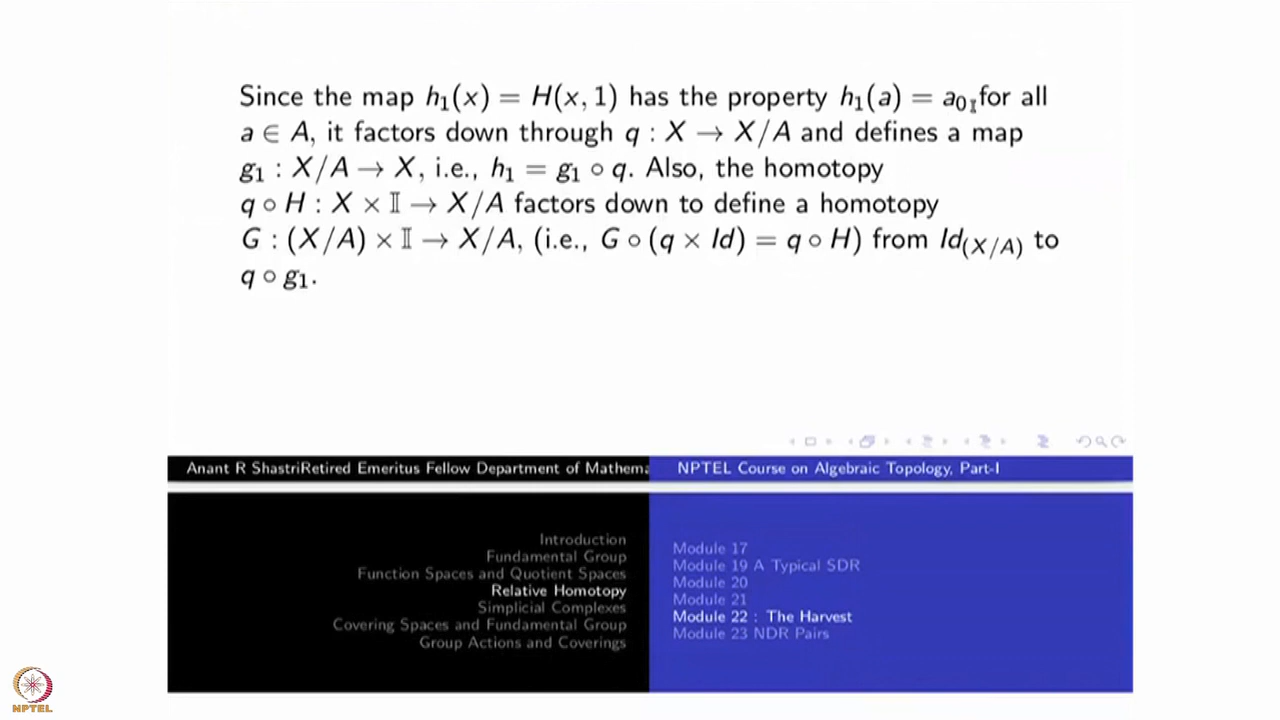 Since the map h₁(x) = H(x, 1) has the property h₁(a) = a₀ for all
a ∈ A, it factors down through q : X → X/A and defines a map
g₁ : X/A → X, i.e., h₁ = g₁ ∘ q. Also, the homotopy
q ∘ H : X × 𝕀 → X/A factors down to define a homotopy
G : (X/A) × 𝕀 → X/A, (i.e., G ∘ (q × Id) = q ∘ H) from Id₍X/A₎ to
q ∘ g₁.
Anant R ShastriRetired Emeritus Fellow Department of Mathema
NPTEL Course on Algebraic Topology, Part-I
Introduction
Fundamental Group
Function Spaces and Quotient Spaces
Relative Homotopy
Simplicial Complexes
Covering Spaces and Fundamental Group
Group Actions and Coverings
Module 17
Module 19 A Typical SDR
Module 20
Module 21
Module 22 : The Harvest
Module 23 NDR Pairs
NPTEL